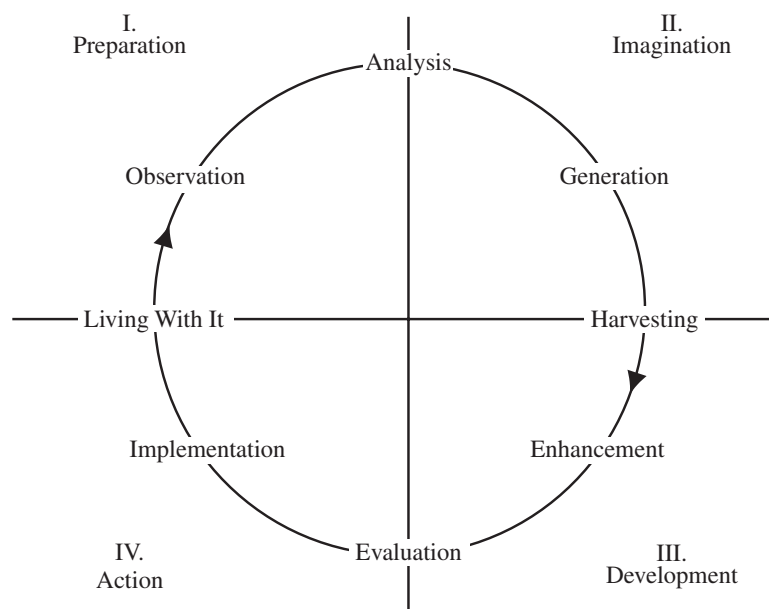 I.
Preparation
II.
Imagination
Analysis
Observation
Generation
Living With It
Harvesting
Implementation
Enhancement
IV.
Action
Evaluation
III.
Development